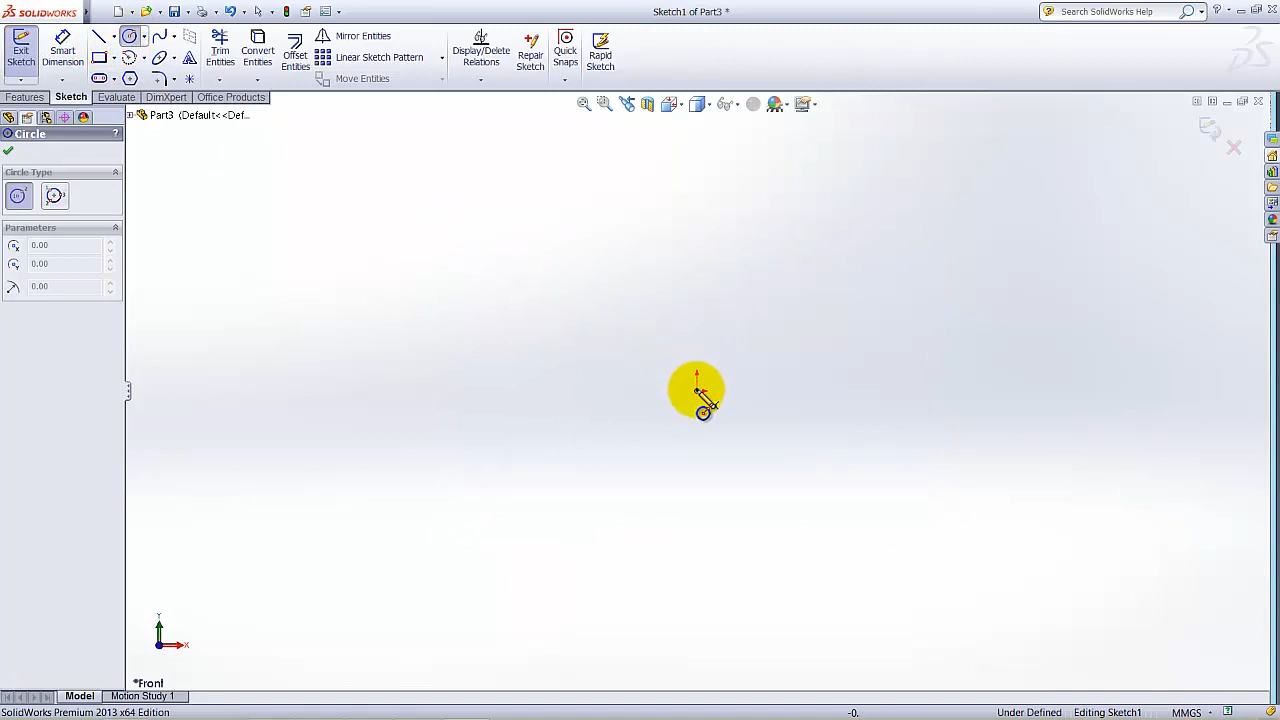 SOLIDWORKS
Sketch1 of Part3 *
Search SolidWorks Help
Exit Sketch
Smart Dimension
Trim Entities
Convert Entities
Offset Entities
Mirror Entities
Linear Sketch Pattern
Move Entities
Display/Delete Relations
Repair Sketch
Quick Snaps
Rapid Sketch
Features
Sketch
Evaluate
DimXpert
Office Products
Part3 (Default<<Def...
Circle
?
Circle Type
Parameters
0.00
0.00
0.00
Y
X
*Front
Model
Motion Study 1
SolidWorks Premium 2013 x64 Edition
-0.
Under Defined
Editing Sketch1
MMGS